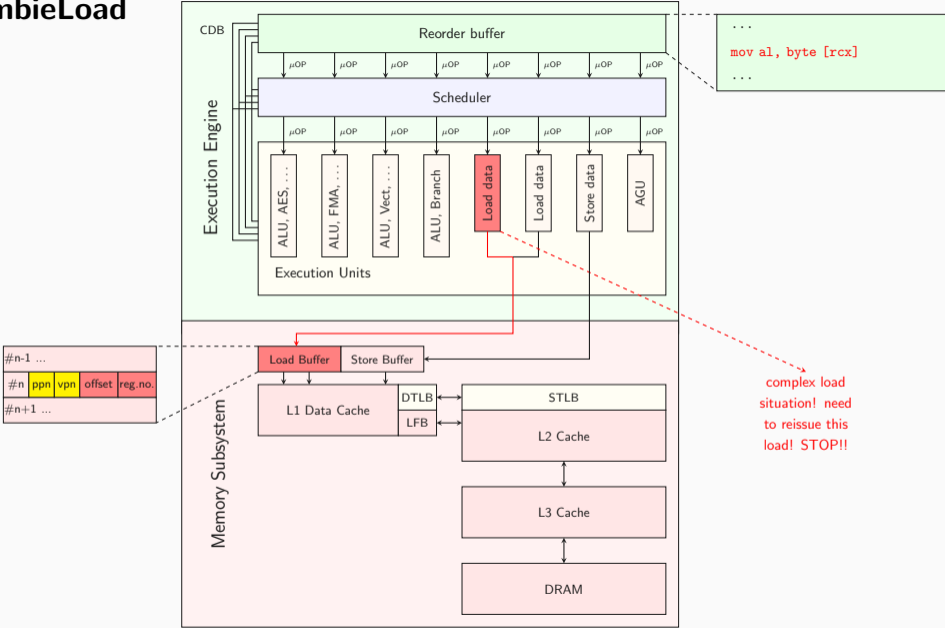 mbieLoad
CDB
Reorder buffer
...
mov al, byte [rcx]
...
μOP μOP μOP μOP μOP μOP μOP μOP
Scheduler
μOP μOP μOP μOP μOP μOP μOP μOP
Execution Engine
ALU, AES, ...
ALU, FMA, ...
ALU, Vect, ...
ALU, Branch
Load data
Load data
Store data
AGU
Execution Units
#n-1 ...
#n ppn vpn offset reg.no.
#n+1 ...
Load Buffer Store Buffer
L1 Data Cache
DTLB
LFB
STLB
L2 Cache
L3 Cache
DRAM
Memory Subsystem
complex load
situation! need
to reissue this
load! STOP!!